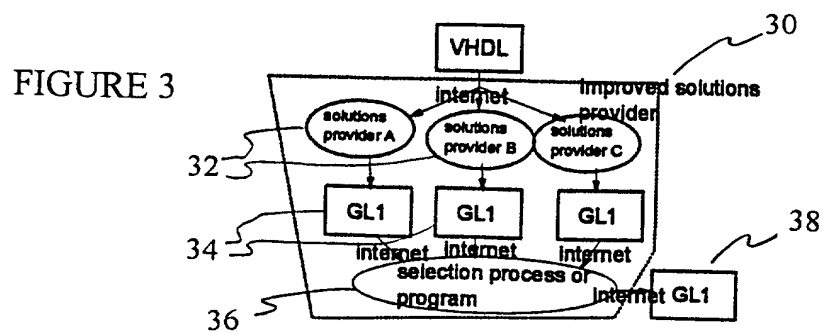 30
VHDL
FIGURE 3
internet
Improved solutions
provider
solutions
provider A
solutions
provider B
solutions
provider C
32
GL1
GL1
GL1
34
internet
internet
internet
38
selection process or
program
internet
GL1
36